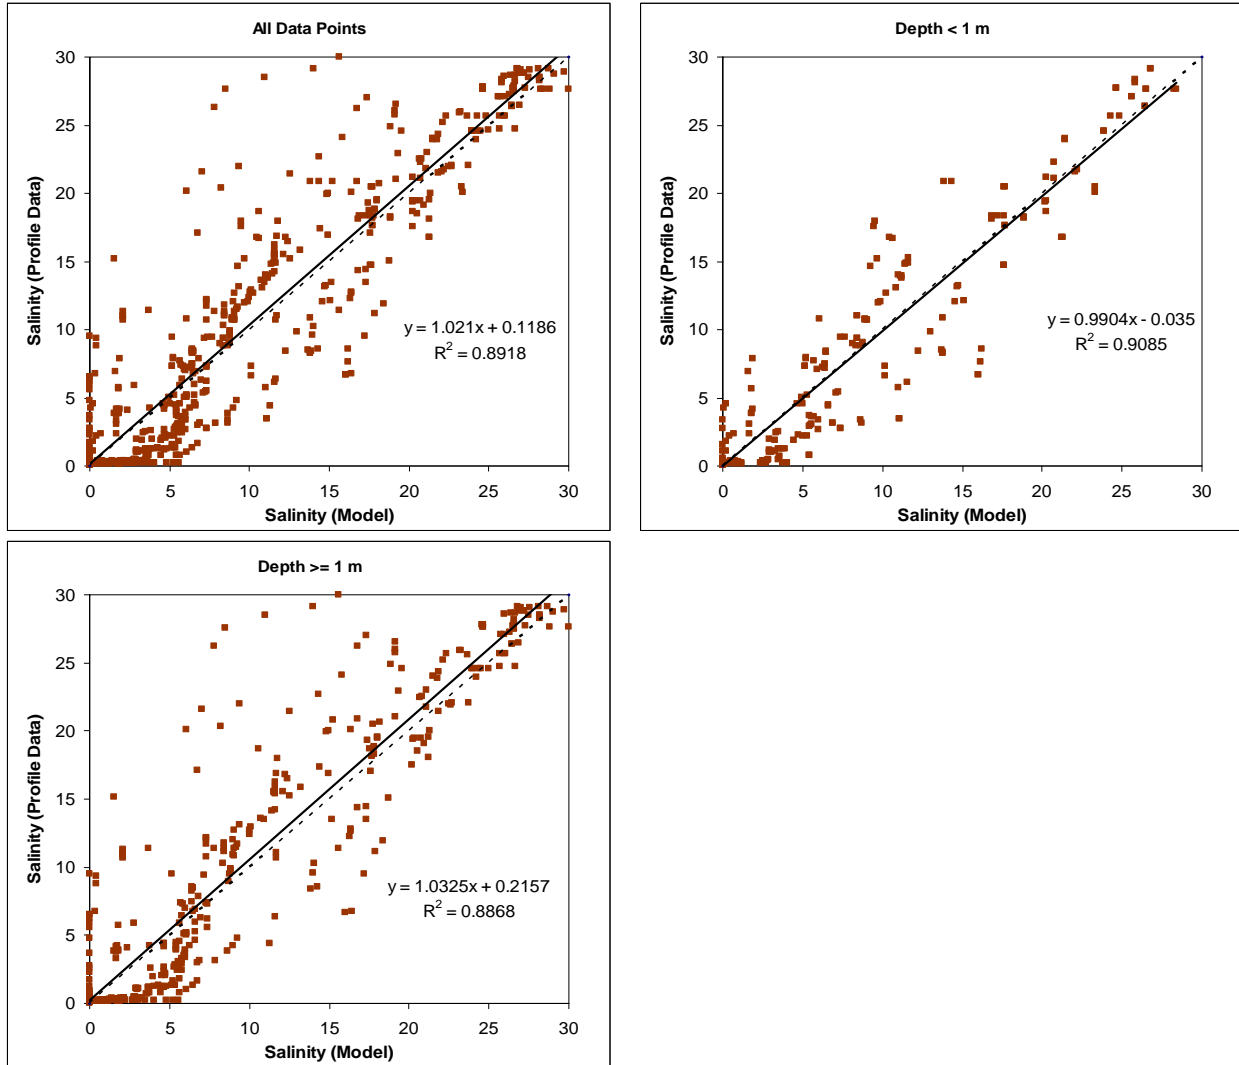 All Data Points
30
25
20
15
10
5
0
Salinity (Profile Data)
y = 1.021x + 0.1186
R² = 0.8918
0 5 10 15 20 25 30
Salinity (Model)
Depth < 1 m
30
25
20
15
10
5
0
Salinity (Profile Data)
y = 0.9904x - 0.035
R² = 0.9085
0 5 10 15 20 25 30
Salinity (Model)
Depth >= 1 m
30
25
20
15
10
5
0
Salinity (Profile Data)
y = 1.0325x + 0.2157
R² = 0.8868
0 5 10 15 20 25 30
Salinity (Model)